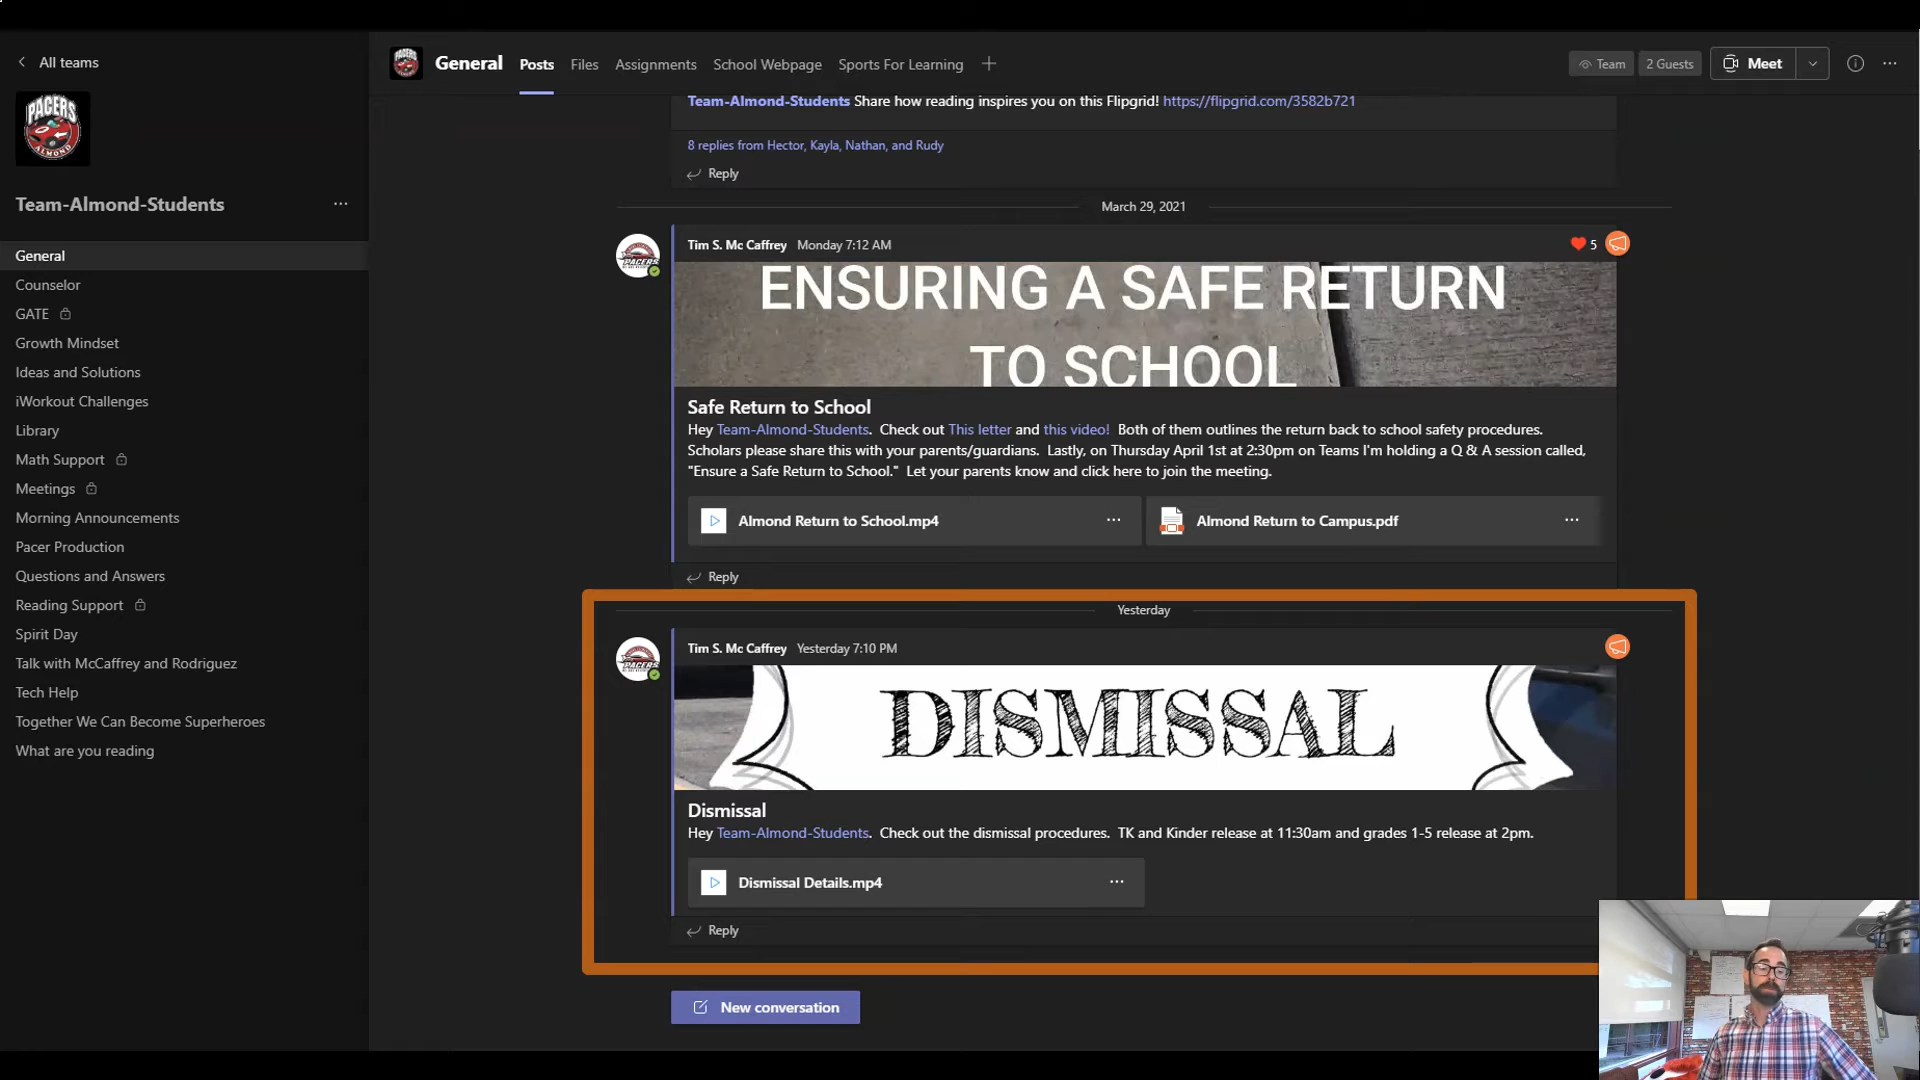 All teams
General Posts Files Assignments School Webpage Sports For Learning
Team 2 Guests Meet
PACERS
ALMOND
Team-Almond-Students
General
Counselor
GATE
Growth Mindset
Ideas and Solutions
iWorkout Challenges
Library
Math Support
Meetings
Morning Announcements
Pacer Production
Questions and Answers
Reading Support
Spirit Day
Talk with McCaffrey and Rodriguez
Tech Help
Together We Can Become Superheroes
What are you reading
Team-Almond-Students Share how reading inspires you on this Flipgrid! https://flipgrid.com/3582b721
8 replies from Hector, Kayla, Nathan, and Rudy
Reply
March 29, 2021
PACERS
Tim S. Mc Caffrey Monday 7:12 AM
5
ENSURING A SAFE RETURN
TO SCHOOL
Safe Return to School
Hey Team-Almond-Students. Check out This letter and this video! Both of them outlines the return back to school safety procedures.
Scholars please share this with your parents/guardians. Lastly, on Thursday April 1st at 2:30pm on Teams I'm holding a Q & A session called,
"Ensure a Safe Return to School." Let your parents know and click here to join the meeting.
Almond Return to School.mp4
Almond Return to Campus.pdf
Reply
Yesterday
PACERS
Tim S. Mc Caffrey Yesterday 7:10 PM
DISMISSAL
Dismissal
Hey Team-Almond-Students. Check out the dismissal procedures. TK and Kinder release at 11:30am and grades 1-5 release at 2pm.
Dismissal Details.mp4
Reply
New conversation